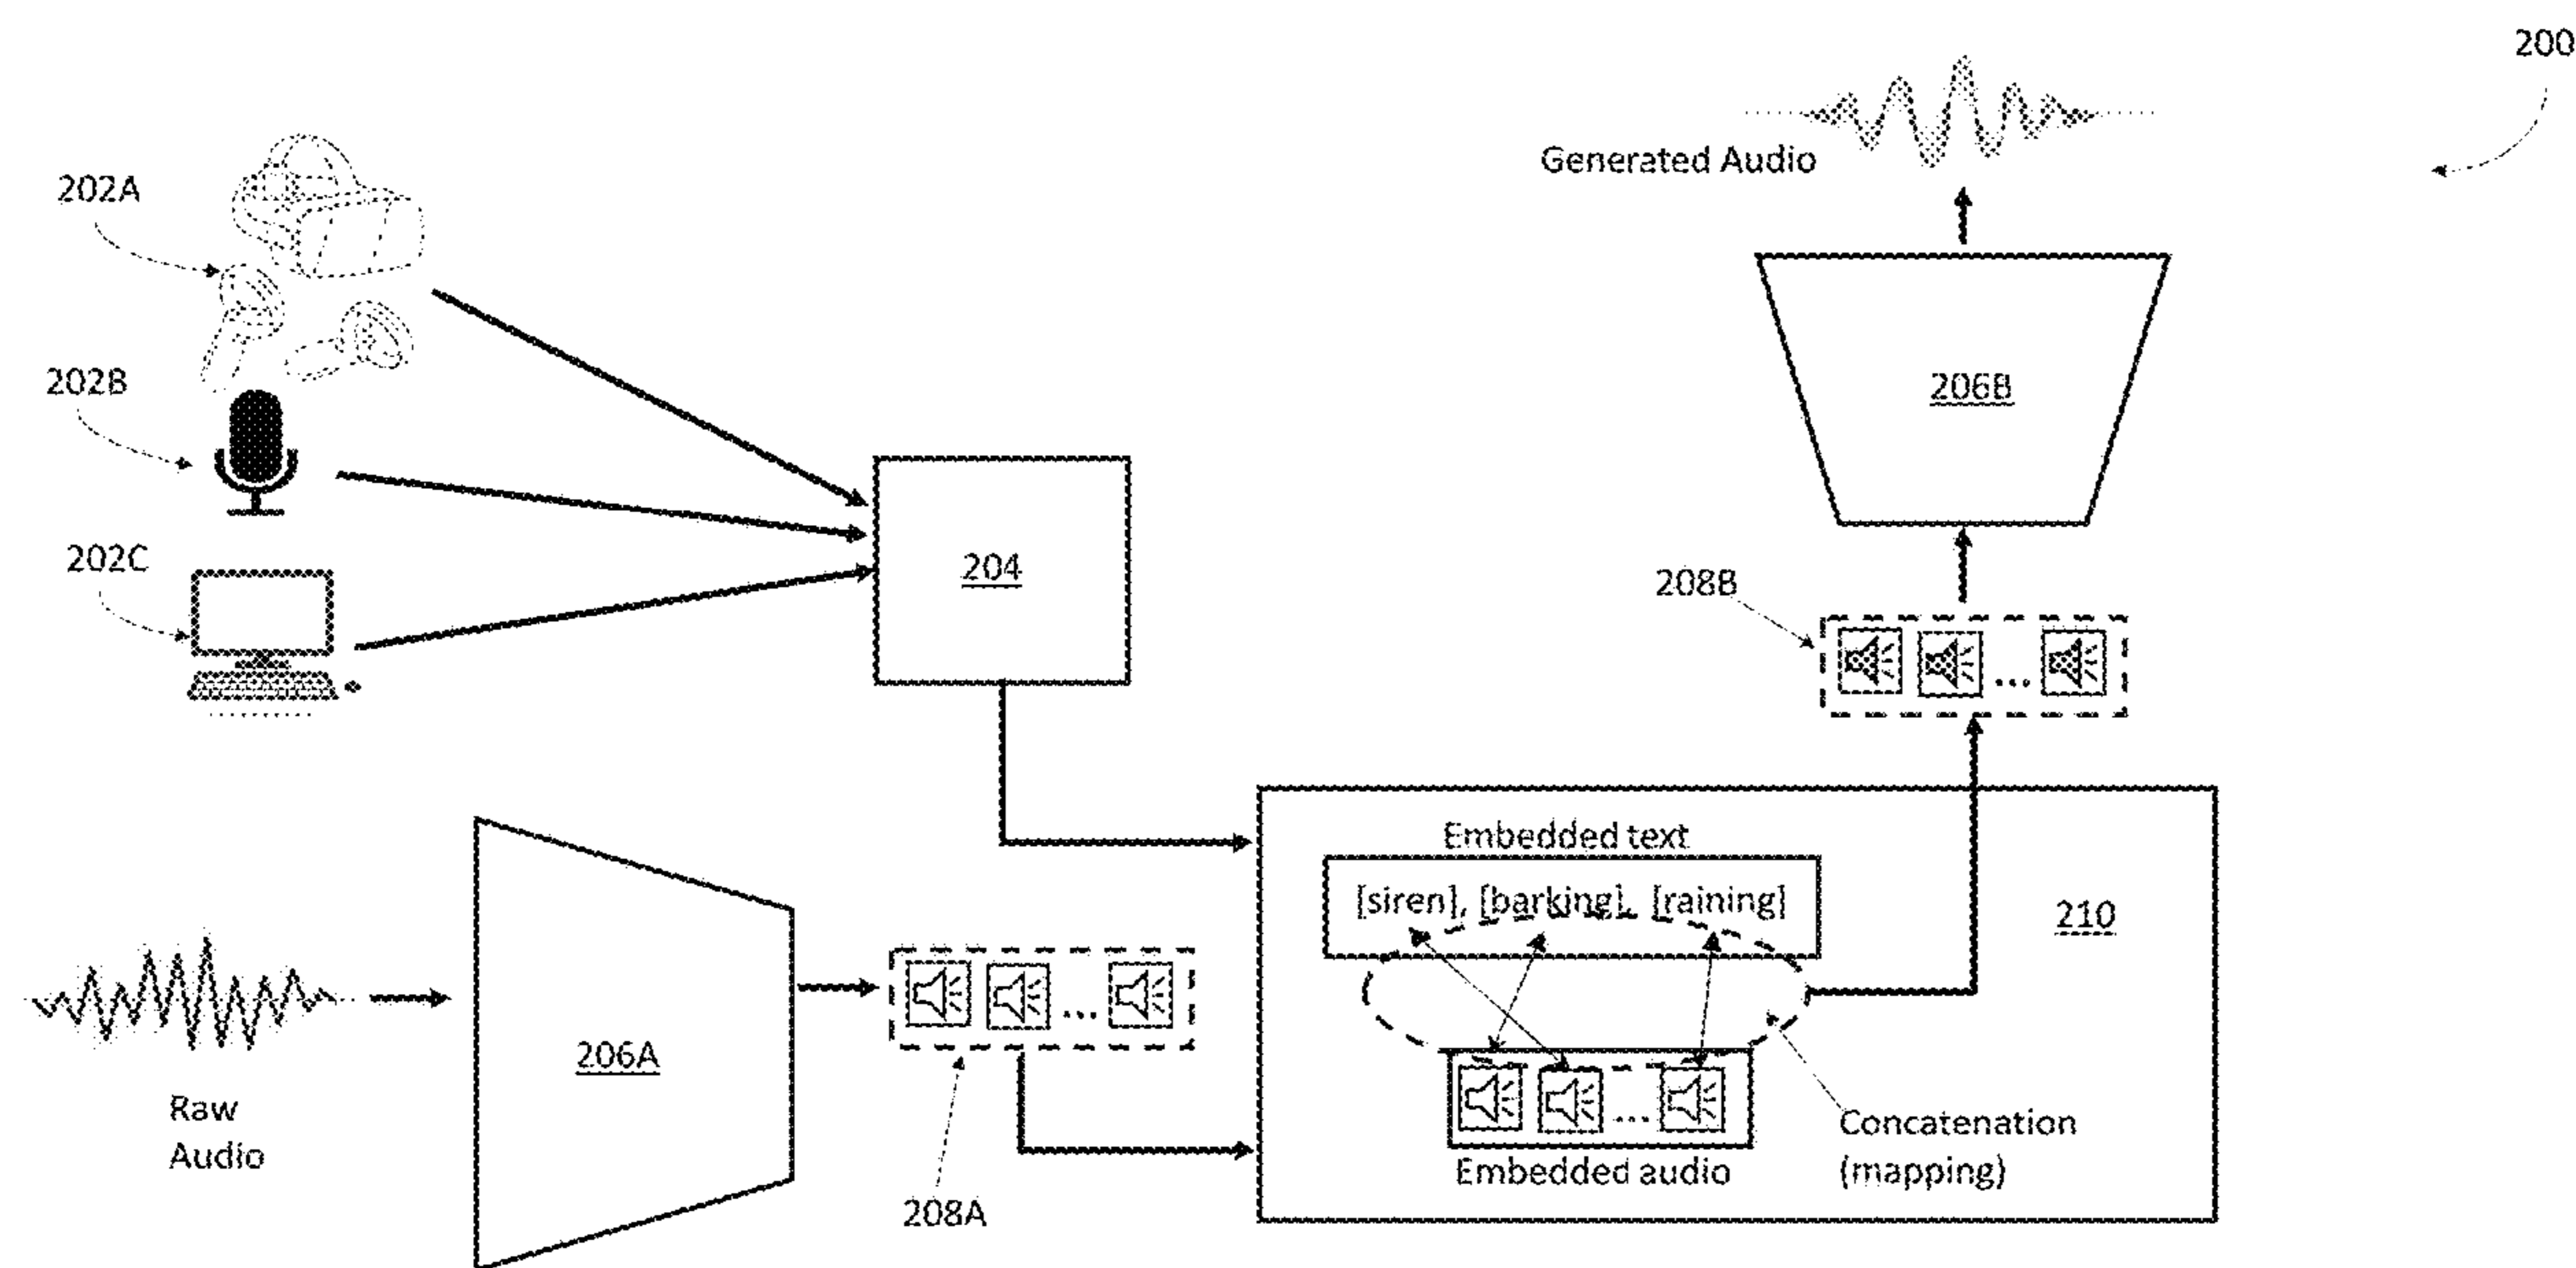 200
Generated Audio
202A
206B
202B
202C
204
208B
Embedded text
[siren], [barking], [raining]
210
206A
Raw
Audio
Concatenation
(mapping)
Embedded audio
208A